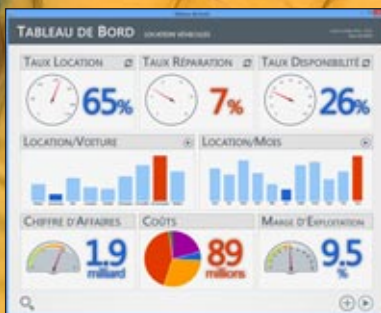 TABLEAU DE BORD LOCATION VÉHICULES
TAUX LOCATION
65%
TAUX RÉPARATION
7%
TAUX DISPONIBILITÉ
26%
LOCATION/VOITURE
LOCATION/MOIS
CHIFFRE D'AFFAIRES
1.9
milliard
COÛTS
89
millions
MARGE D'EXPLOITATION
9.5
%